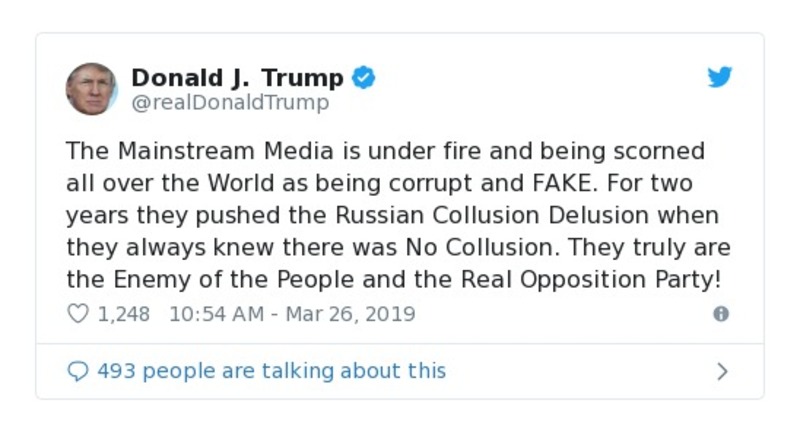 Donald J. Trump
@realDonaldTrump
The Mainstream Media is under fire and being scorned
all over the World as being corrupt and FAKE. For two
years they pushed the Russian Collusion Delusion when
they always knew there was No Collusion. They truly are
the Enemy of the People and the Real Opposition Party!
1,248 10:54 AM - Mar 26, 2019
493 people are talking about this